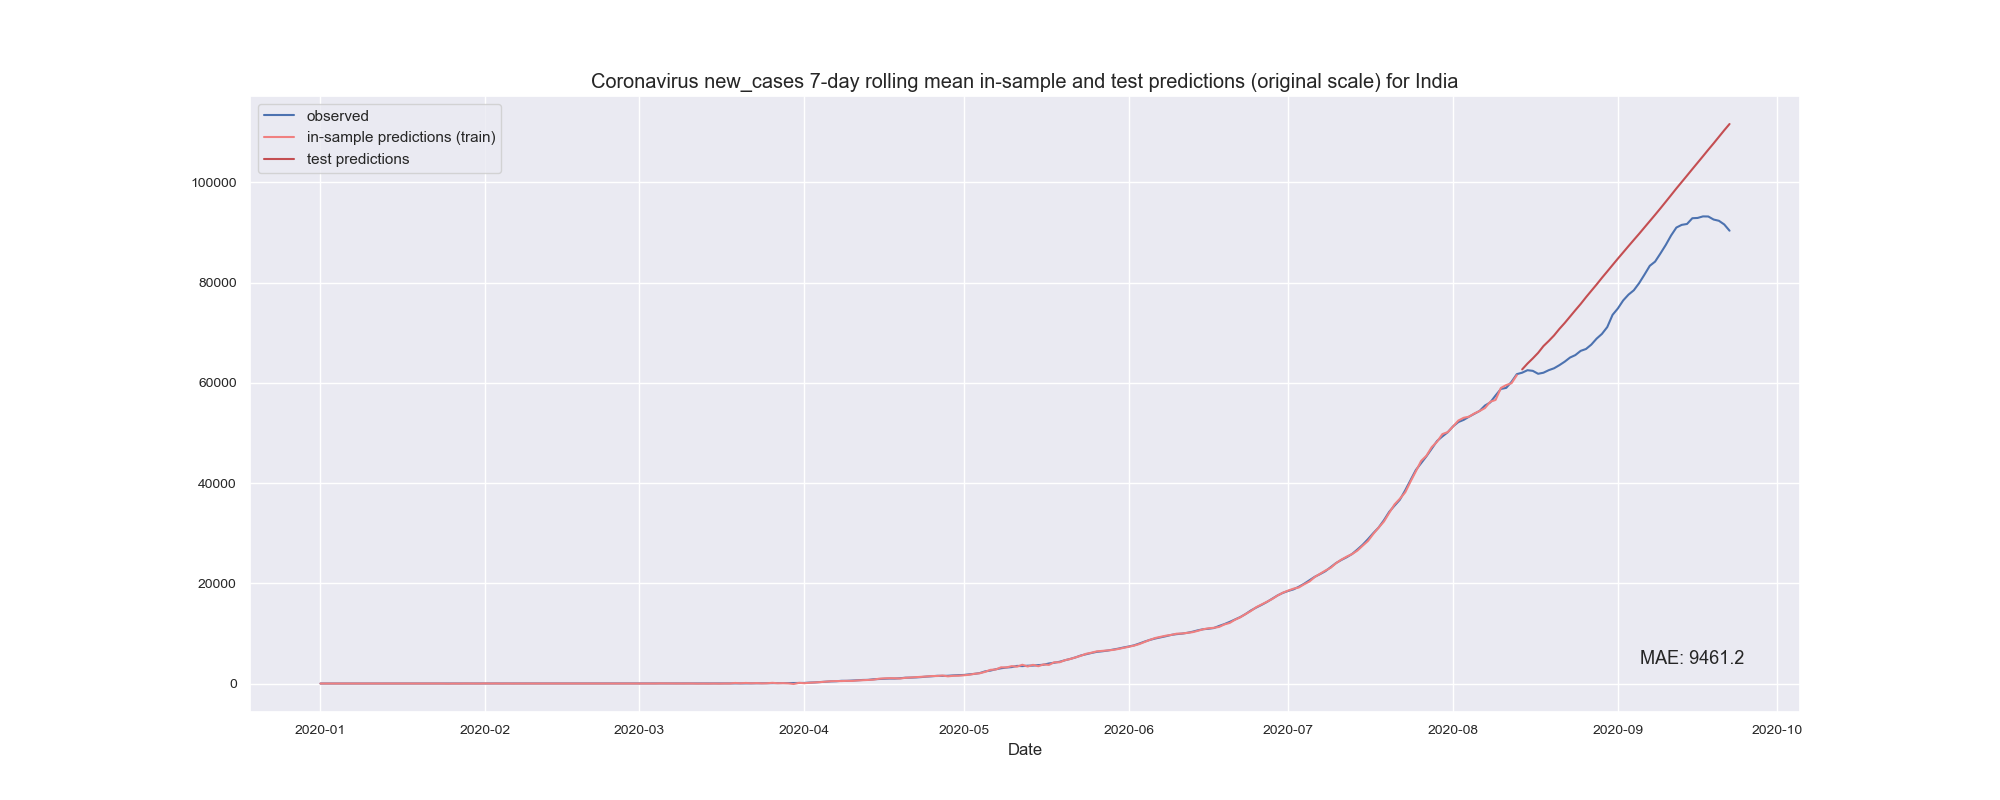 Coronavirus new_cases 7-day rolling mean in-sample and test predictions (original scale) for India
observed
in-sample predictions (train)
test predictions
100000
80000
60000
40000
20000
0
MAE: 9461.2
2020-01 2020-02 2020-03 2020-04 2020-05 2020-06 2020-07 2020-08 2020-09 2020-10
Date